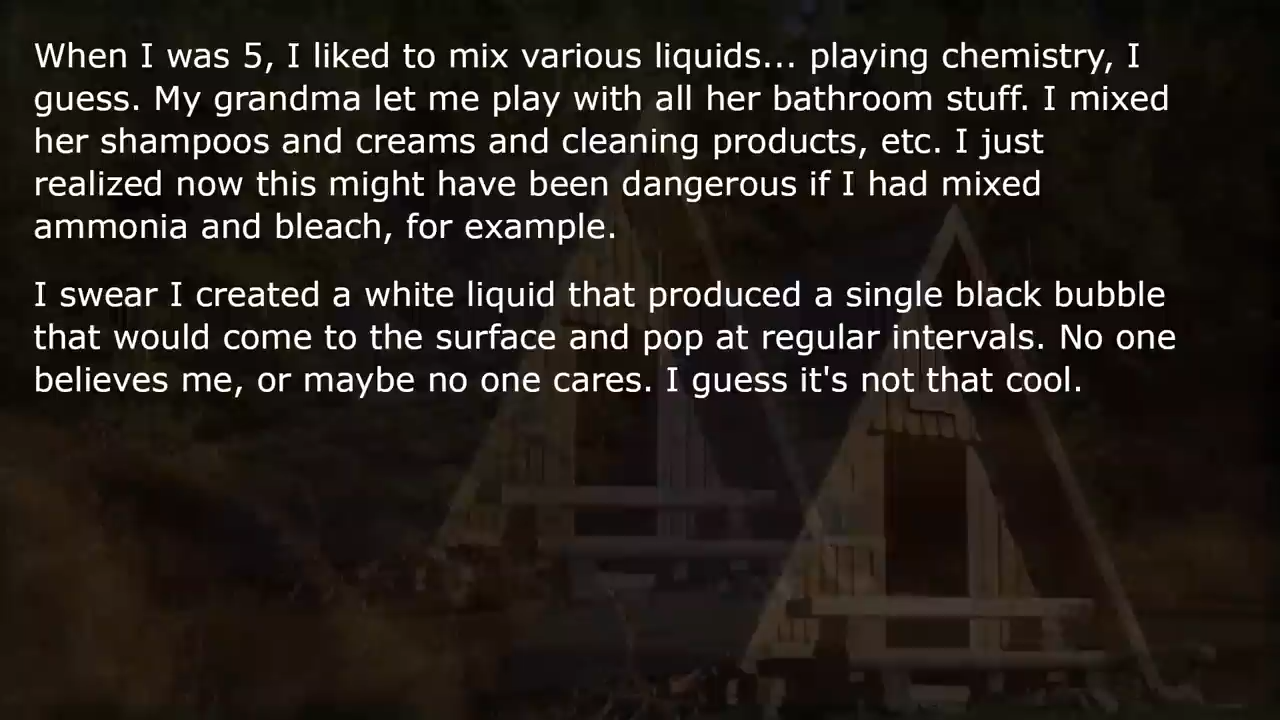 When I was 5, I liked to mix various liquids... playing chemistry, I
guess. My grandma let me play with all her bathroom stuff. I mixed
her shampoos and creams and cleaning products, etc. I just
realized now this might have been dangerous if I had mixed
ammonia and bleach, for example.
I swear I created a white liquid that produced a single black bubble
that would come to the surface and pop at regular intervals. No one
believes me, or maybe no one cares. I guess it's not that cool.